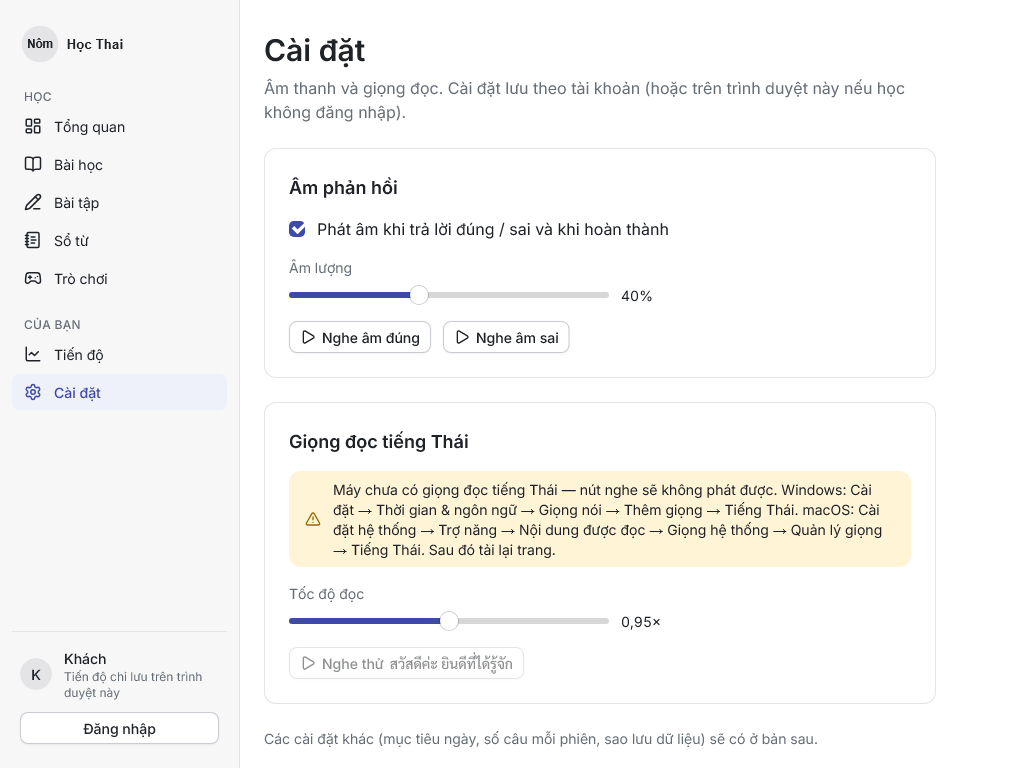 Nôm
Học Thai
HỌC
Tổng quan
Bài học
Bài tập
Sổ từ
Trò chơi
CỦA BẠN
Tiến độ
Cài đặt
K
Khách
Tiến độ chỉ lưu trên trình
duyệt này
Đăng nhập
Cài đặt
Âm thanh và giọng đọc. Cài đặt lưu theo tài khoản (hoặc trên trình duyệt này nếu học
không đăng nhập).
Âm phản hồi
Phát âm khi trả lời đúng / sai và khi hoàn thành
Âm lượng
40%
Nghe âm đúng
Nghe âm sai
Giọng đọc tiếng Thái
Máy chưa có giọng đọc tiếng Thái — nút nghe sẽ không phát được. Windows: Cài
đặt → Thời gian & ngôn ngữ → Giọng nói → Thêm giọng → Tiếng Thái. macOS: Cài
đặt hệ thống → Trợ năng → Nội dung được đọc → Giọng hệ thống → Quản lý giọng
→ Tiếng Thái. Sau đó tải lại trang.
Tốc độ đọc
0,95×
Nghe thử สวัสดีค่ะ ยินดีที่ได้รู้จัก
Các cài đặt khác (mục tiêu ngày, số câu mỗi phiên, sao lưu dữ liệu) sẽ có ở bản sau.